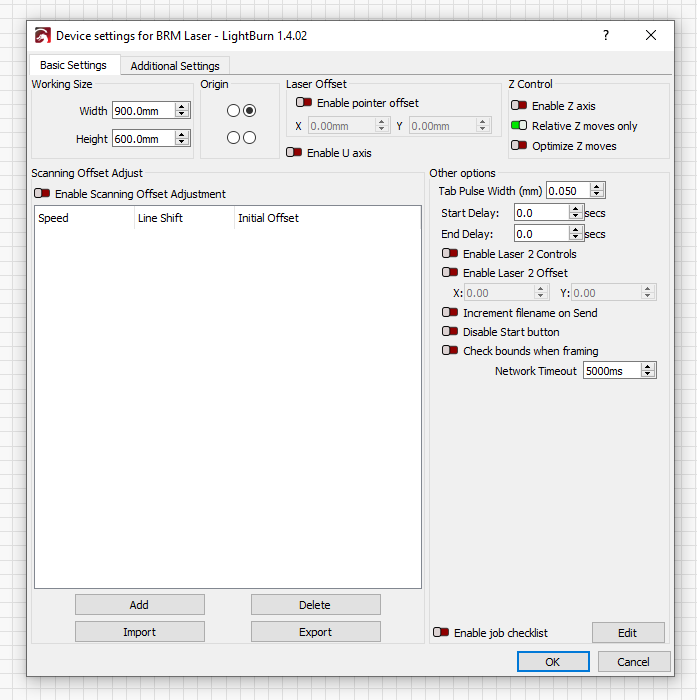 Device settings for BRM Laser - LightBurn 1.4.02
Basic Settings
Additional Settings
Working Size
Width 900.0mm
Height 600.0mm
Origin
Laser Offset
Enable pointer offset
X 0.00mm Y 0.00mm
Enable U axis
Z Control
Enable Z axis
Relative Z moves only
Optimize Z moves
Scanning Offset Adjust
Enable Scanning Offset Adjustment
Speed Line Shift Initial Offset
Add Delete
Import Export
Other options
Tab Pulse Width (mm) 0.050
Start Delay: 0.0 secs
End Delay: 0.0 secs
Enable Laser 2 Controls
Enable Laser 2 Offset
X: 0.00 Y: 0.00
Increment filename on Send
Disable Start button
Check bounds when framing
Network Timeout 5000ms
Enable job checklist Edit
OK Cancel